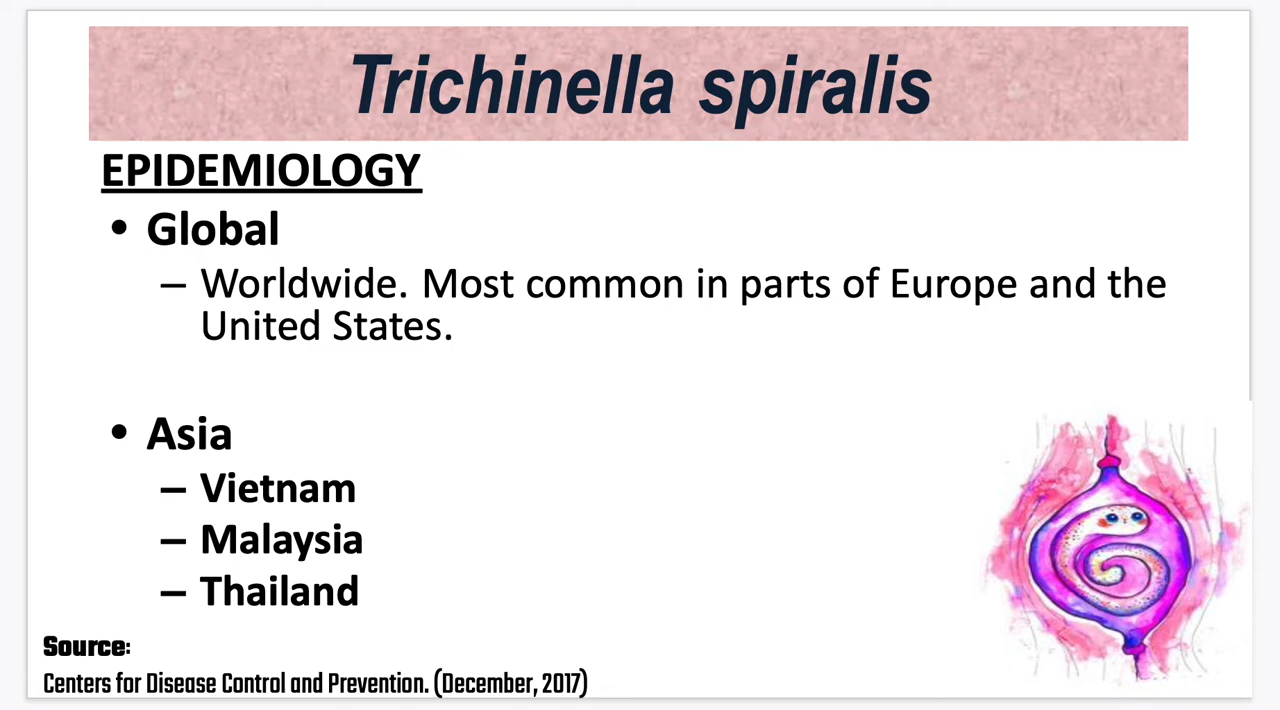 Trichinella spiralis
EPIDEMIOLOGY
• Global
– Worldwide. Most common in parts of Europe and the
United States.
• Asia
– Vietnam
– Malaysia
– Thailand
Source:
Centers for Disease Control and Prevention. (December, 2017)